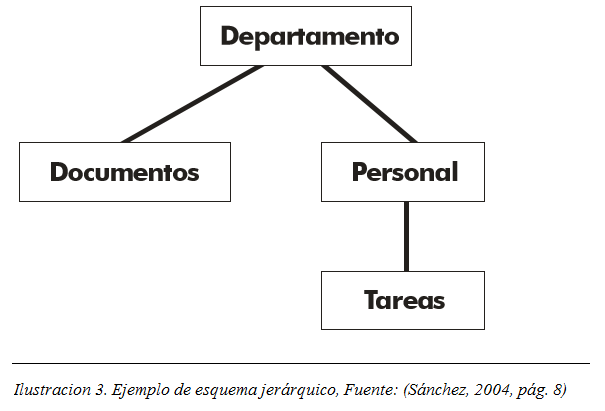 Departamento
Documentos
Personal
Tareas
Ilustracion 3. Ejemplo de esquema jerárquico, Fuente: (Sánchez, 2004, pág. 8)